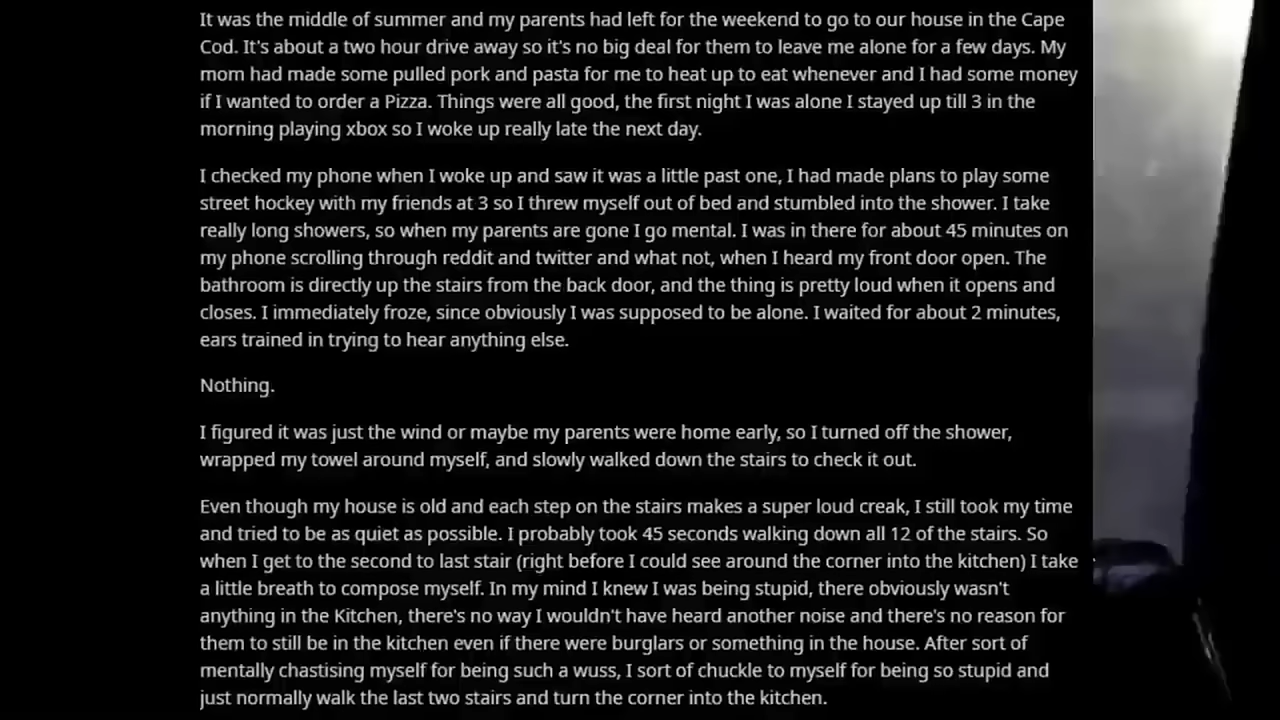 It was the middle of summer and my parents had left for the weekend to go to our house in the Cape
Cod. It's about a two hour drive away so it's no big deal for them to leave me alone for a few days. My
mom had made some pulled pork and pasta for me to heat up to eat whenever and I had some money
if I wanted to order a Pizza. Things were all good, the first night I was alone I stayed up till 3 in the
morning playing xbox so I woke up really late the next day.
I checked my phone when I woke up and saw it was a little past one, I had made plans to play some
street hockey with my friends at 3 so I threw myself out of bed and stumbled into the shower. I take
really long showers, so when my parents are gone I go mental. I was in there for about 45 minutes on
my phone scrolling through reddit and twitter and what not, when I heard my front door open. The
bathroom is directly up the stairs from the back door, and the thing is pretty loud when it opens and
closes. I immediately froze, since obviously I was supposed to be alone. I waited for about 2 minutes,
ears trained in trying to hear anything else.
Nothing.
I figured it was just the wind or maybe my parents were home early, so I turned off the shower,
wrapped my towel around myself, and slowly walked down the stairs to check it out.
Even though my house is old and each step on the stairs makes a super loud creak, I still took my time
and tried to be as quiet as possible. I probably took 45 seconds walking down all 12 of the stairs. So
when I get to the second to last stair (right before I could see around the corner into the kitchen) I take
a little breath to compose myself. In my mind I knew I was being stupid, there obviously wasn't
anything in the Kitchen, there's no way I wouldn't have heard another noise and there's no reason for
them to still be in the kitchen even if there were burglars or something in the house. After sort of
mentally chastising myself for being such a wuss, I sort of chuckle to myself for being so stupid and
just normally walk the last two stairs and turn the corner into the kitchen.